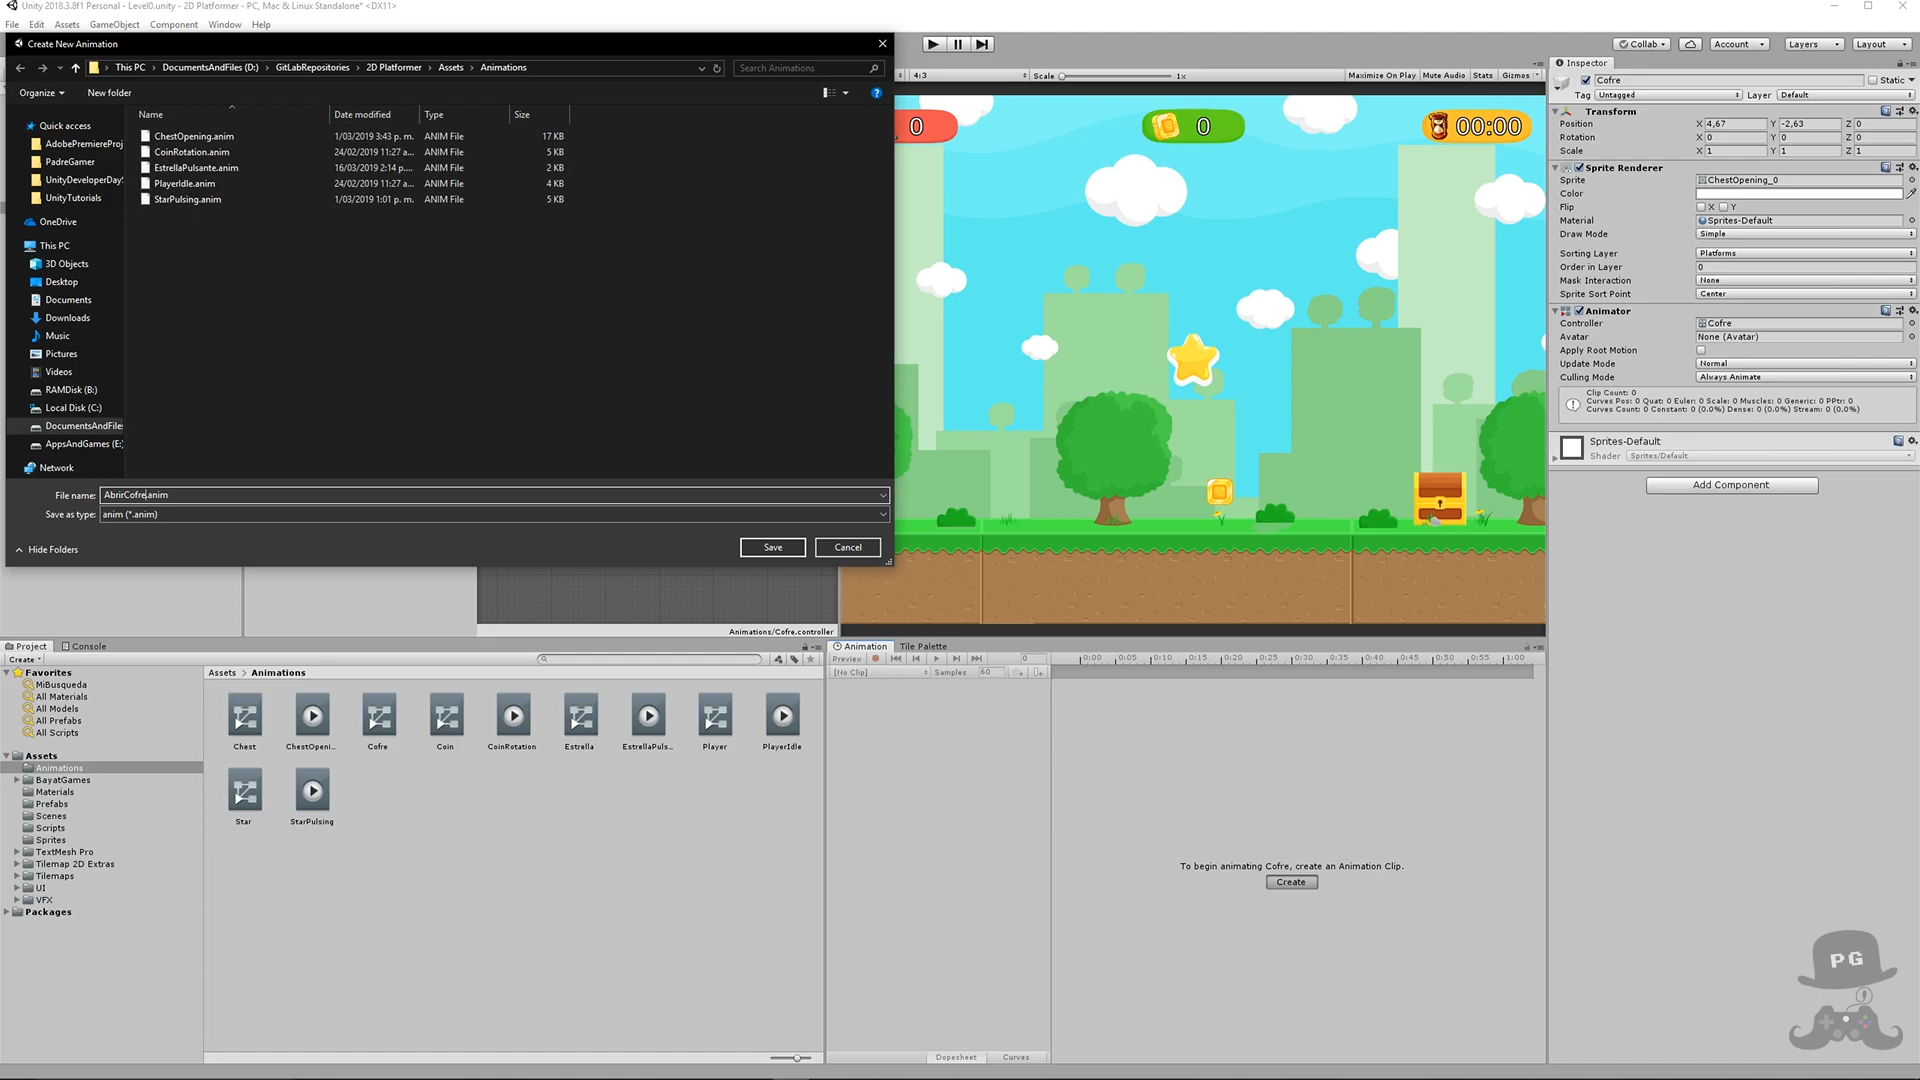 Unity 2018.3.8f1 Personal - Level0.unity - 2D Platformer - PC, Mac & Linux Standalone* <DX11>
File Edit Assets GameObject Component Window Help
Create New Animation
This PC > DocumentsAndFiles (D:) > GitLabRepositories > 2D Platformer > Assets > Animations
Search Animations
Organize New folder
Name Date modified Type Size
ChestOpening.anim 1/03/2019 3:43 p. m. ANIM File 17 KB
CoinRotation.anim 24/02/2019 11:27 a... ANIM File 5 KB
EstrellaPulsante.anim 16/03/2019 2:14 p.... ANIM File 2 KB
PlayerIdle.anim 24/02/2019 11:27 a... ANIM File 4 KB
StarPulsing.anim 1/03/2019 1:01 p. m. ANIM File 5 KB
Quick access
AdobePremiereProj
PadreGamer
UnityDeveloperDay
UnityTutorials
OneDrive
This PC
3D Objects
Desktop
Documents
Downloads
Music
Pictures
Videos
RAMDisk (B:)
Local Disk (C:)
DocumentsAndFiles
AppsAndGames (E:)
Network
File name: AbrirCofre.anim
Save as type: anim (*.anim)
Hide Folders
Save Cancel
Collab Account Layers Layout
4:3 Scale 1x Maximize On Play Mute Audio Stats Gizmos
0
0
00:00
Inspector
Cofre Static
Tag Untagged Layer Default
Transform
Position X 4,67 Y -2,63 Z 0
Rotation X 0 Y 0 Z 0
Scale X 1 Y 1 Z 1
Sprite Renderer
Sprite ChestOpening_0
Color
Flip X Y
Material Sprites-Default
Draw Mode Simple
Sorting Layer Platforms
Order in Layer 0
Mask Interaction None
Sprite Sort Point Center
Animator
Controller Cofre
Avatar None (Avatar)
Apply Root Motion
Update Mode Normal
Culling Mode Always Animate
Clip Count: 0
Curves Pos: 0 Quat: 0 Euler: 0 Scale: 0 Muscles: 0 Generic: 0 PPtr: 0
Curves Count: 0 Constant: 0 (0.0%) Dense: 0 (0.0%) Stream: 0 (0.0%)
Sprites-Default
Shader Sprites/Default
Add Component
Animations/Cofre.controller
Project Console
Create
Favorites
MiBusqueda
All Materials
All Models
All Prefabs
All Scripts
Assets
Animations
BayatGames
Materials
Prefabs
Scenes
Scripts
Sprites
TextMesh Pro
Tilemap 2D Extras
Tilemaps
UI
VFX
Packages
Assets > Animations
Chest ChestOpeni... Cofre Coin CoinRotation Estrella EstrellaPuls... Player PlayerIdle
Star StarPulsing
Animation Tile Palette
Preview 0
[No Clip] Samples 60
0:00 0:05 0:10 0:15 0:20 0:25 0:30 0:35 0:40 0:45 0:50 0:55 1:00
To begin animating Cofre, create an Animation Clip.
Create
Dopesheet Curves
PG